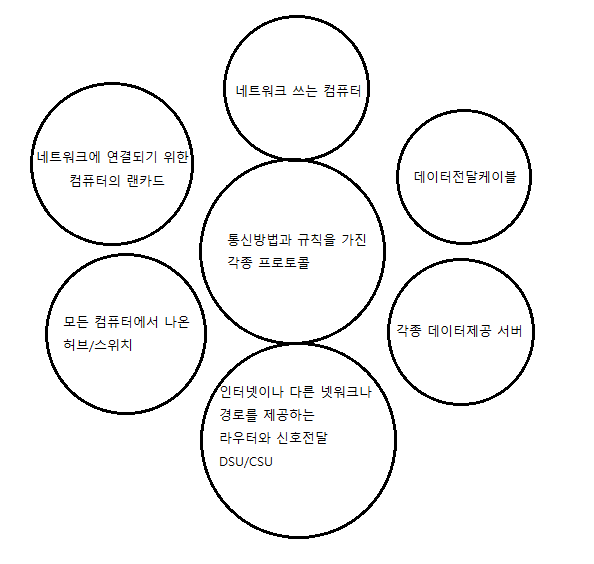 네트워크 쓰는 컴퓨터
네트워크에 연결되기 위한
컴퓨터의 랜카드
데이터전달케이블
통신방법과 규칙을 가진
각종 프로토콜
모든 컴퓨터에서 나온
허브/스위치
각종 데이터제공 서버
인터넷이나 다른 넷워크나
경로를 제공하는
라우터와 신호전달
DSU/CSU